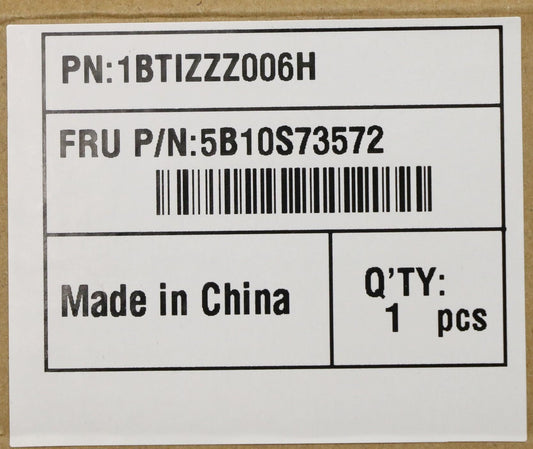 PN:1BTIZZZ006H
FRU P/N:5B10S73572
Made in China
Q'TY:
1 pcs